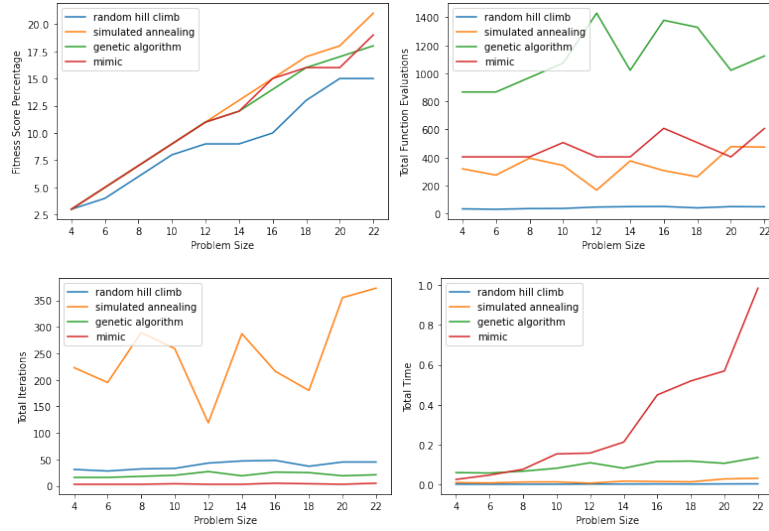 random hill climb
simulated annealing
genetic algorithm
mimic
20.0
17.5
15.0
12.5
10.0
7.5
5.0
2.5
Fitness Score Percentage
4 6 8 10 12 14 16 18 20 22
Problem Size
random hill climb
simulated annealing
genetic algorithm
mimic
1400
1200
1000
800
600
400
200
0
Total Function Evaluations
4 6 8 10 12 14 16 18 20 22
Problem Size
random hill climb
simulated annealing
genetic algorithm
mimic
350
300
250
200
150
100
50
0
Total Iterations
4 6 8 10 12 14 16 18 20 22
Problem Size
random hill climb
simulated annealing
genetic algorithm
mimic
1.0
0.8
0.6
0.4
0.2
0.0
Total Time
4 6 8 10 12 14 16 18 20 22
Problem Size